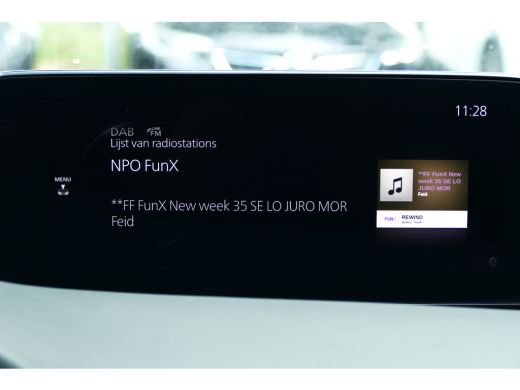 11:28
DAB FM
Lijst van radiostations
NPO FunX
MENU
**FF FunX New week 35 SE LO JURO MOR
Feid
**FF FunX New
week 35 SE LO
JURO MOR
Feid
FUN X
REWIND